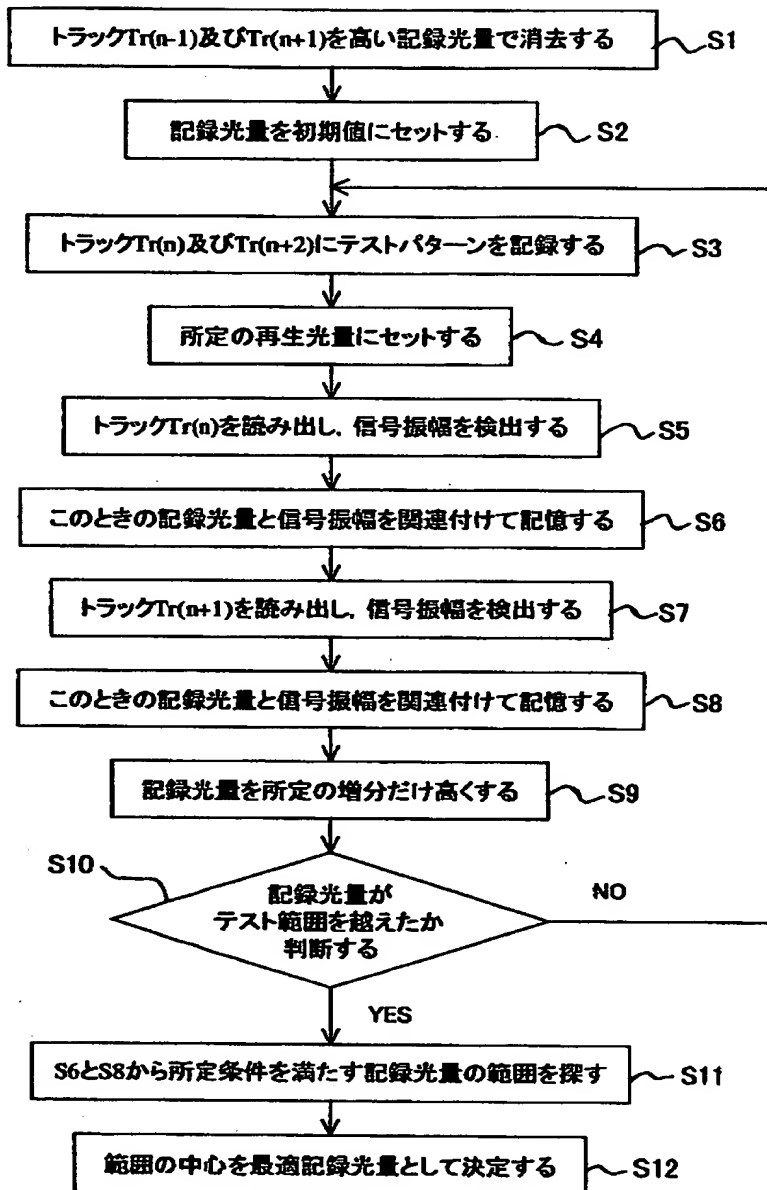 トラックTr(n-1)及びTr(n+1)を高い記録光量で消去する S1
記録光量を初期値にセットする S2
トラックTr(n)及びTr(n+2)にテストパターンを記録する S3
所定の再生光量にセットする S4
トラックTr(n)を読み出し, 信号振幅を検出する S5
このときの記録光量と信号振幅を関連付けて記憶する S6
トラックTr(n+1)を読み出し, 信号振幅を検出する S7
このときの記録光量と信号振幅を関連付けて記憶する S8
記録光量を所定の増分だけ高くする S9
S10
記録光量が
テスト範囲を越えたか
判断する
NO
YES
S6とS8から所定条件を満たす記録光量の範囲を探す S11
範囲の中心を最適記録光量として決定する S12